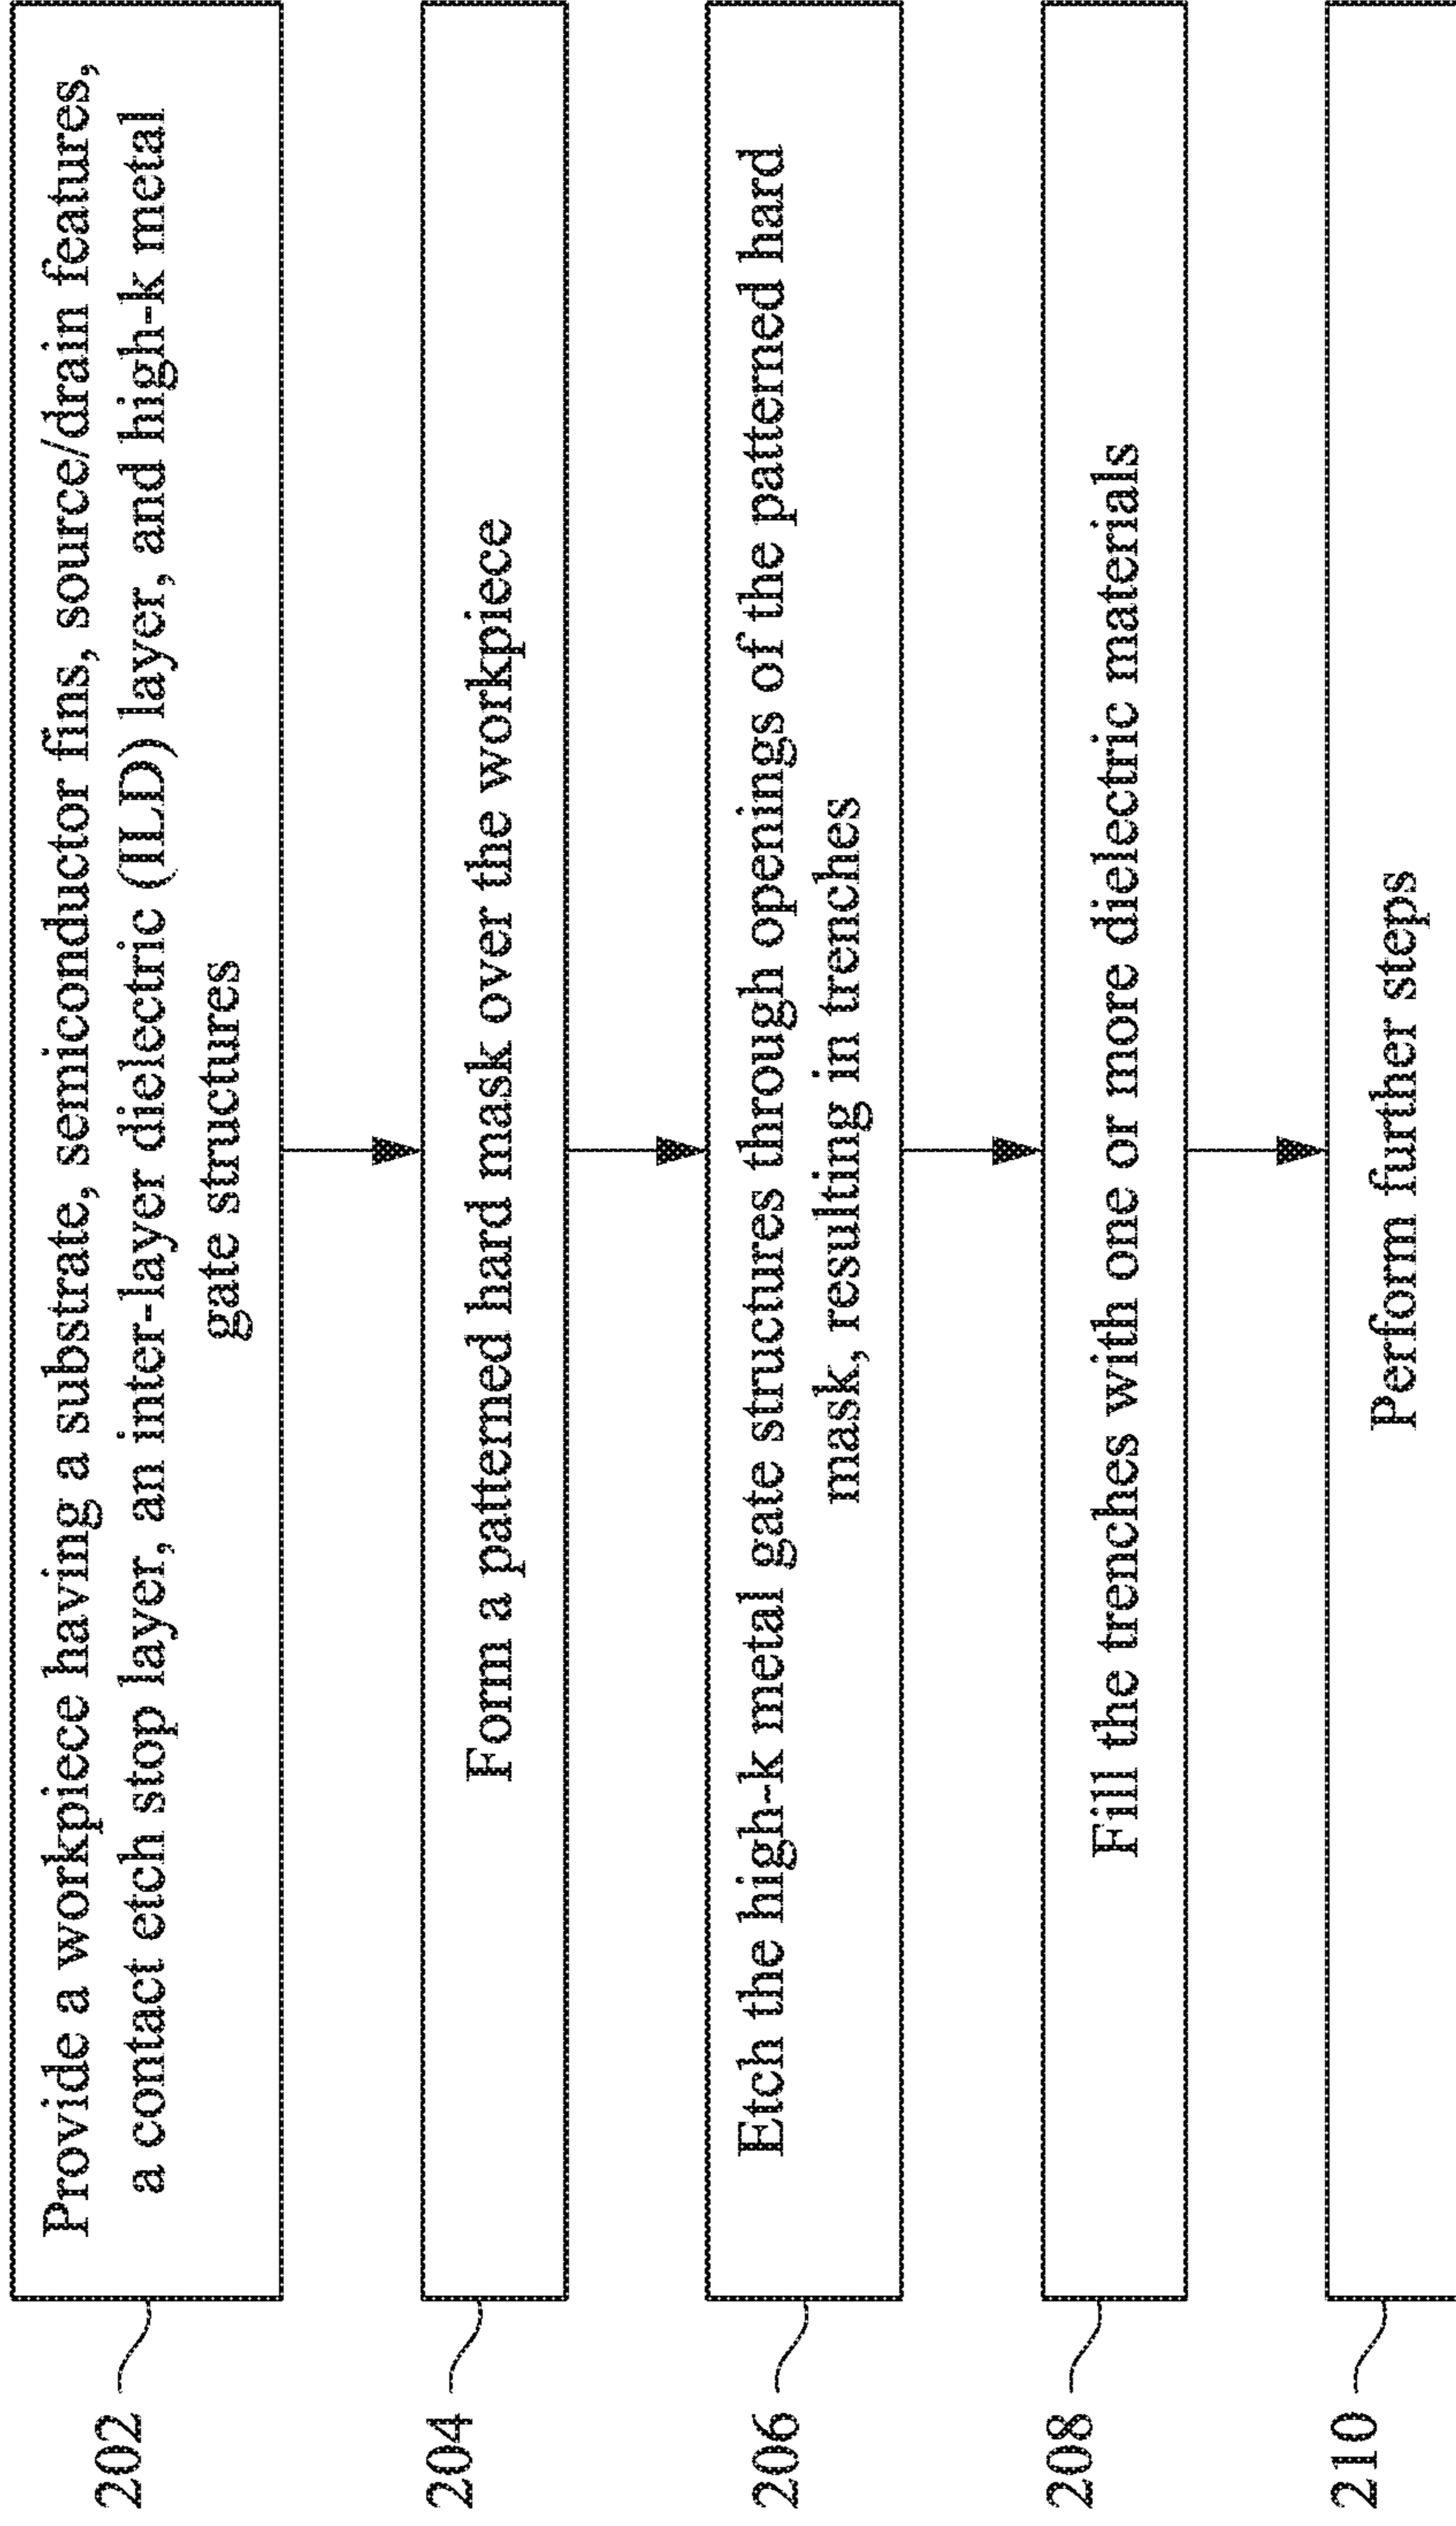 202
Provide a workpiece having a substrate, semiconductor fins, source/drain features,
a contact etch stop layer, an inter-layer dielectric (ILD) layer, and high-k metal
gate structures
204
Form a patterned hard mask over the workpiece
206
Etch the high-k metal gate structures through openings of the patterned hard
mask, resulting in trenches
208
Fill the trenches with one or more dielectric materials
210
Perform further steps